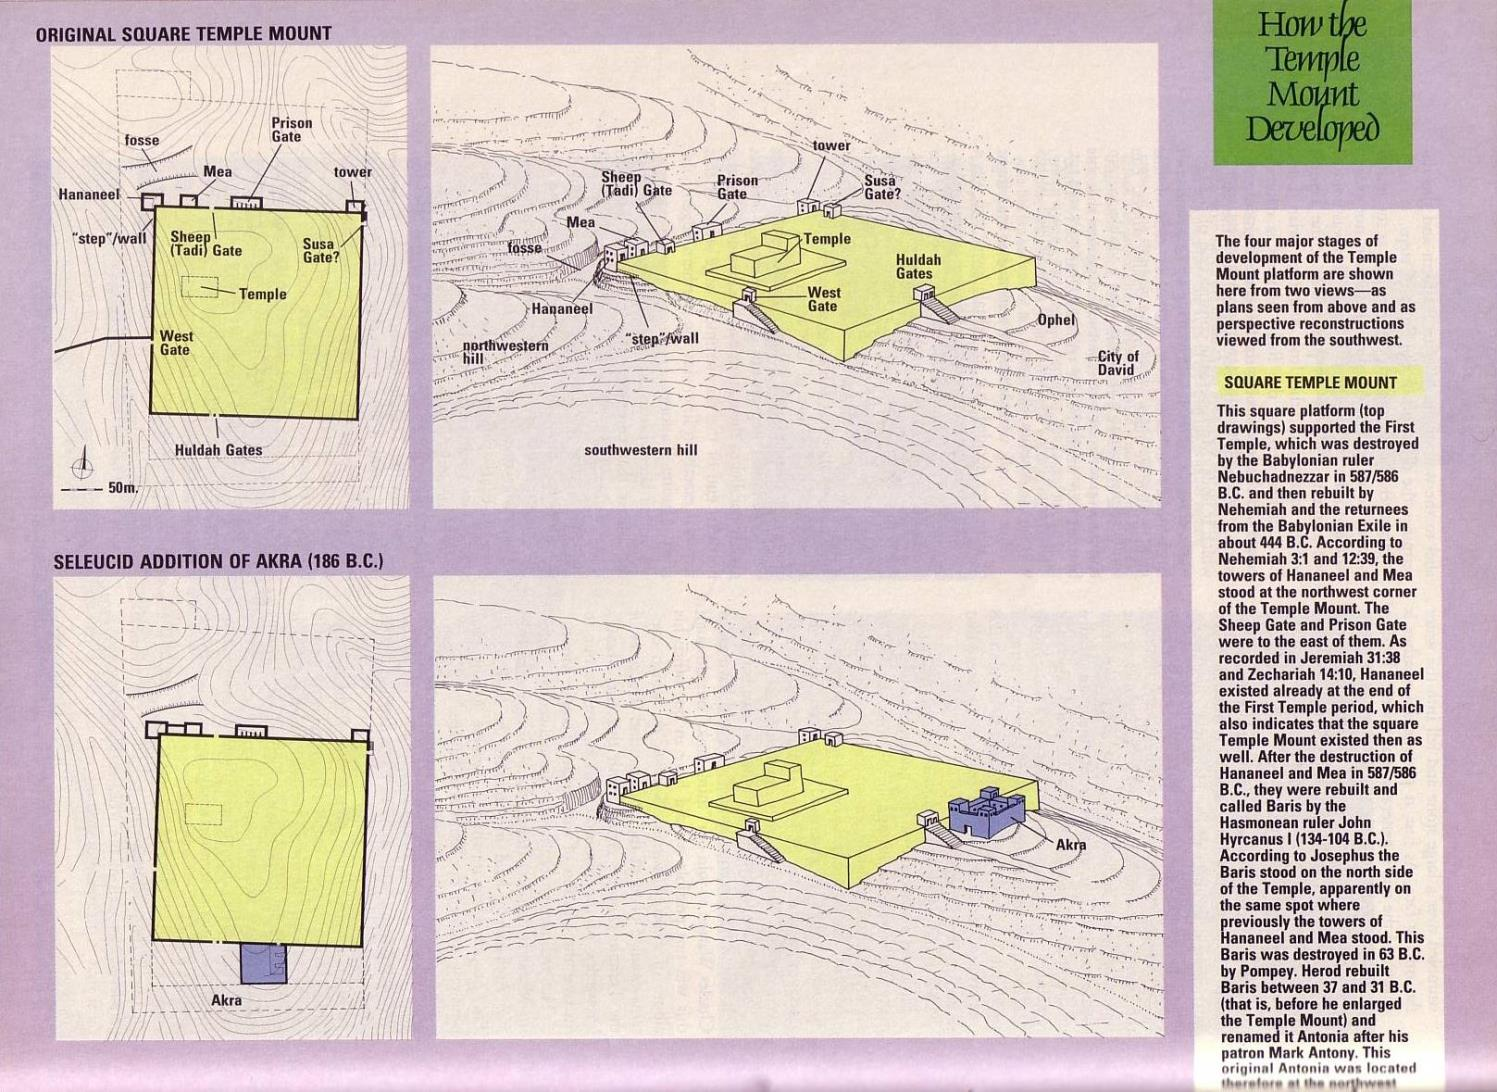 ORIGINAL SQUARE TEMPLE MOUNT
fosse
Prison
Gate
Hananeel
Mea
tower
"step"/wall
Sheep
(Tadi) Gate
Susa
Gate?
Temple
West
Gate
Huldah Gates
50m.
tower
Sheep
(Tadi) Gate
Prison
Gate
Susa
Gate?
Mea
fosse
Temple
Huldah
Gates
Hananeel
West
Gate
Ophel
northwestern
hill
"step"/wall
City of
David
southwestern hill
SELEUCID ADDITION OF AKRA (186 B.C.)
Akra
Akra
How the
Temple
Mount
Developed
The four major stages of
development of the Temple
Mount platform are shown
here from two views—as
plans seen from above and as
perspective reconstructions
viewed from the southwest.
SQUARE TEMPLE MOUNT
This square platform (top
drawings) supported the First
Temple, which was destroyed
by the Babylonian ruler
Nebuchadnezzar in 587/586
B.C. and then rebuilt by
Nehemiah and the returnees
from the Babylonian Exile in
about 444 B.C. According to
Nehemiah 3:1 and 12:39, the
towers of Hananeel and Mea
stood at the northwest corner
of the Temple Mount. The
Sheep Gate and Prison Gate
were to the east of them. As
recorded in Jeremiah 31:38
and Zechariah 14:10, Hananeel
existed already at the end of
the First Temple period, which
also indicates that the square
Temple Mount existed then as
well. After the destruction of
Hananeel and Mea in 587/586
B.C., they were rebuilt and
called Baris by the
Hasmonean ruler John
Hyrcanus I (134-104 B.C.).
According to Josephus the
Baris stood on the north side
of the Temple, apparently on
the same spot where
previously the towers of
Hananeel and Mea stood. This
Baris was destroyed in 63 B.C.
by Pompey. Herod rebuilt
Baris between 37 and 31 B.C.
(that is, before he enlarged
the Temple Mount) and
renamed it Antonia after his
patron Mark Antony. This
original Antonia was located
therefore at the northwest